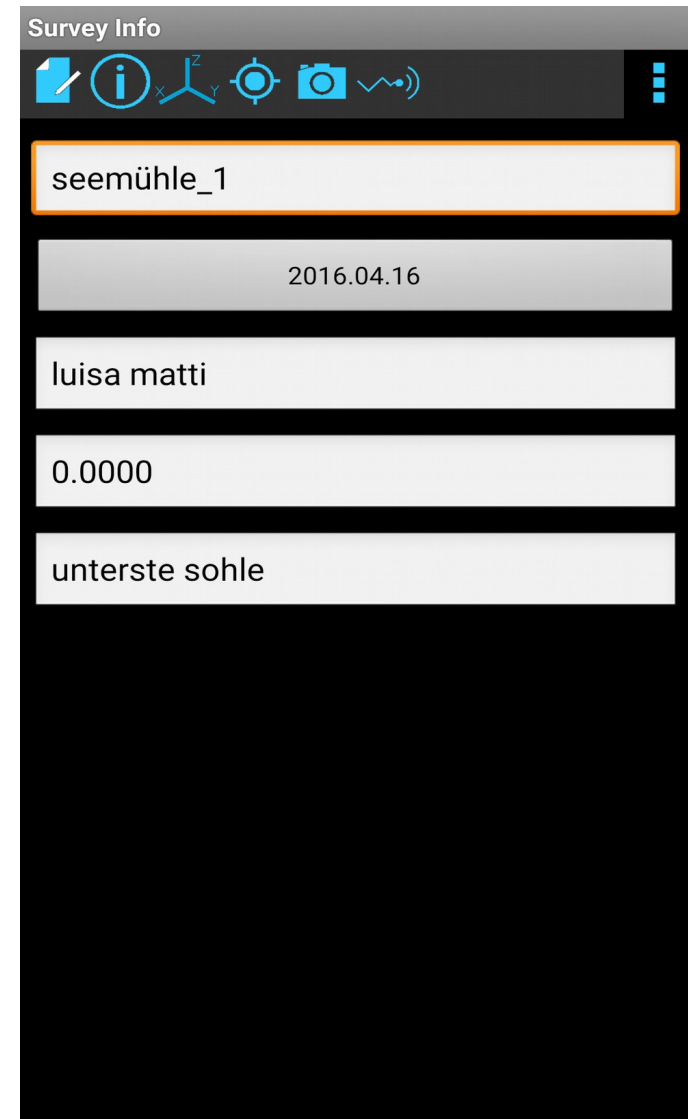 Survey Info
Z
X Y
seemühle_1
2016.04.16
luisa matti
0.0000
unterste sohle